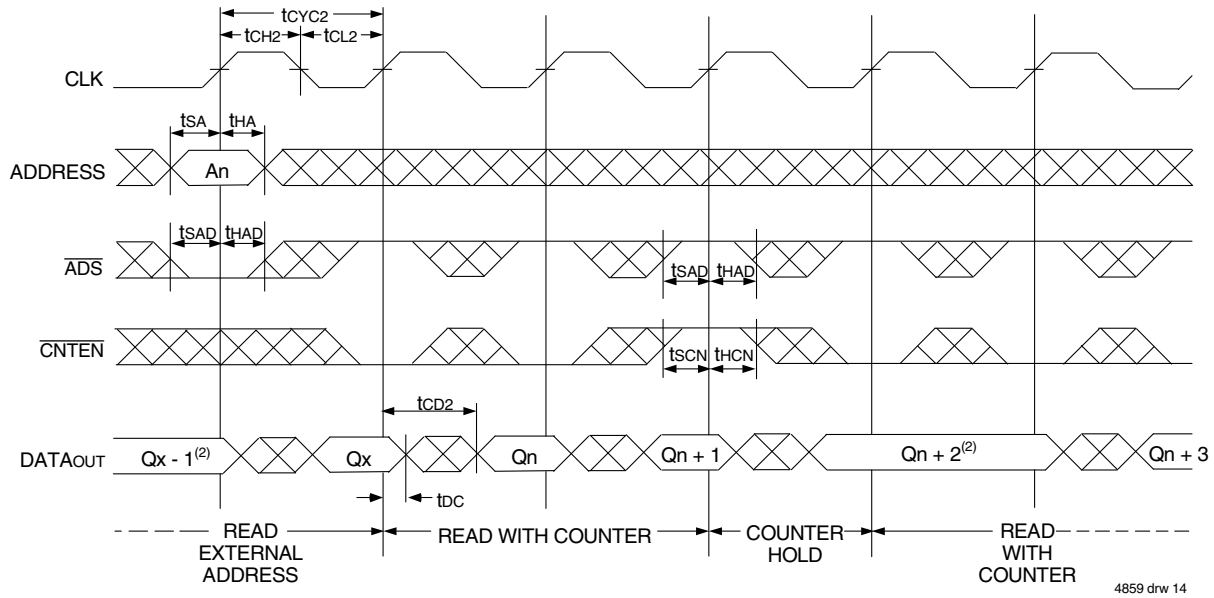 tCYC2
tCH2 tCL2
CLK
tSA tHA
ADDRESS An
tSAD tHAD
ADS
tSAD tHAD
CNTEN
tSCN tHCN
tCD2
DATAOUT Qx - 1(2) Qx Qn Qn + 1 Qn + 2(2) Qn + 3
tDC
READ EXTERNAL ADDRESS
READ WITH COUNTER
COUNTER HOLD
READ WITH COUNTER
4859 drw 14